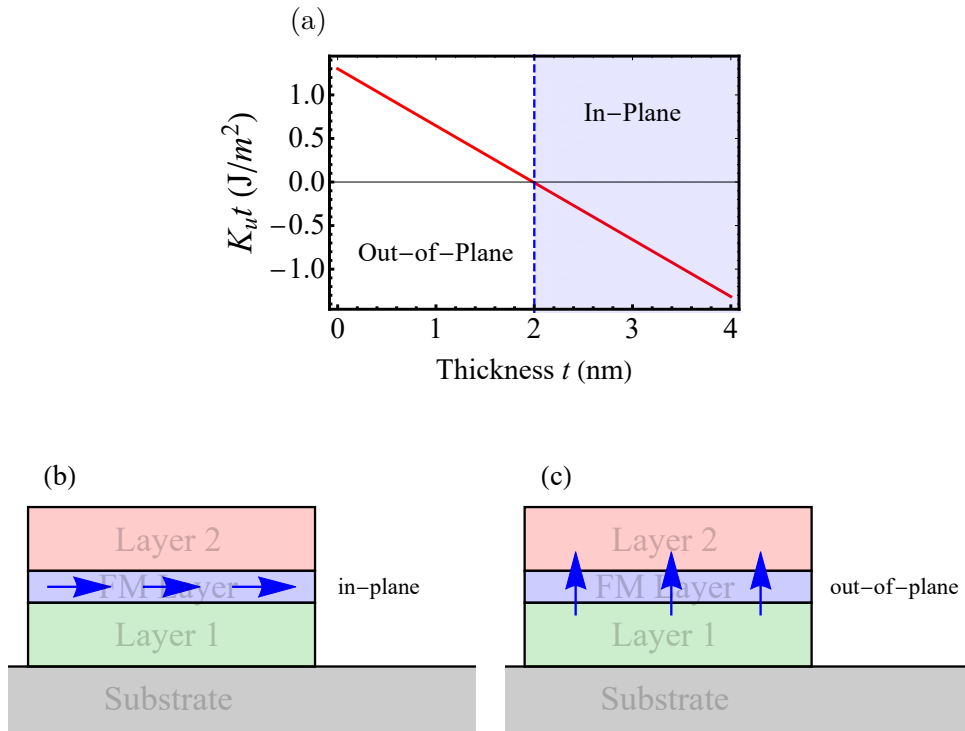 (a)
K_u t (J/m²)
1.0
0.5
0.0
−0.5
−1.0
In−Plane
Out−of−Plane
0 1 2 3 4
Thickness t (nm)
(b)
Layer 2
FM Layer
in−plane
Layer 1
Substrate
(c)
Layer 2
FM Layer
out−of−plane
Layer 1
Substrate